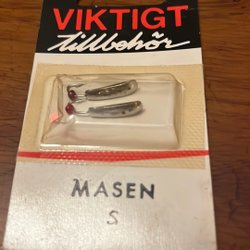 VIKTIGT
tillbehör
MASEN
S